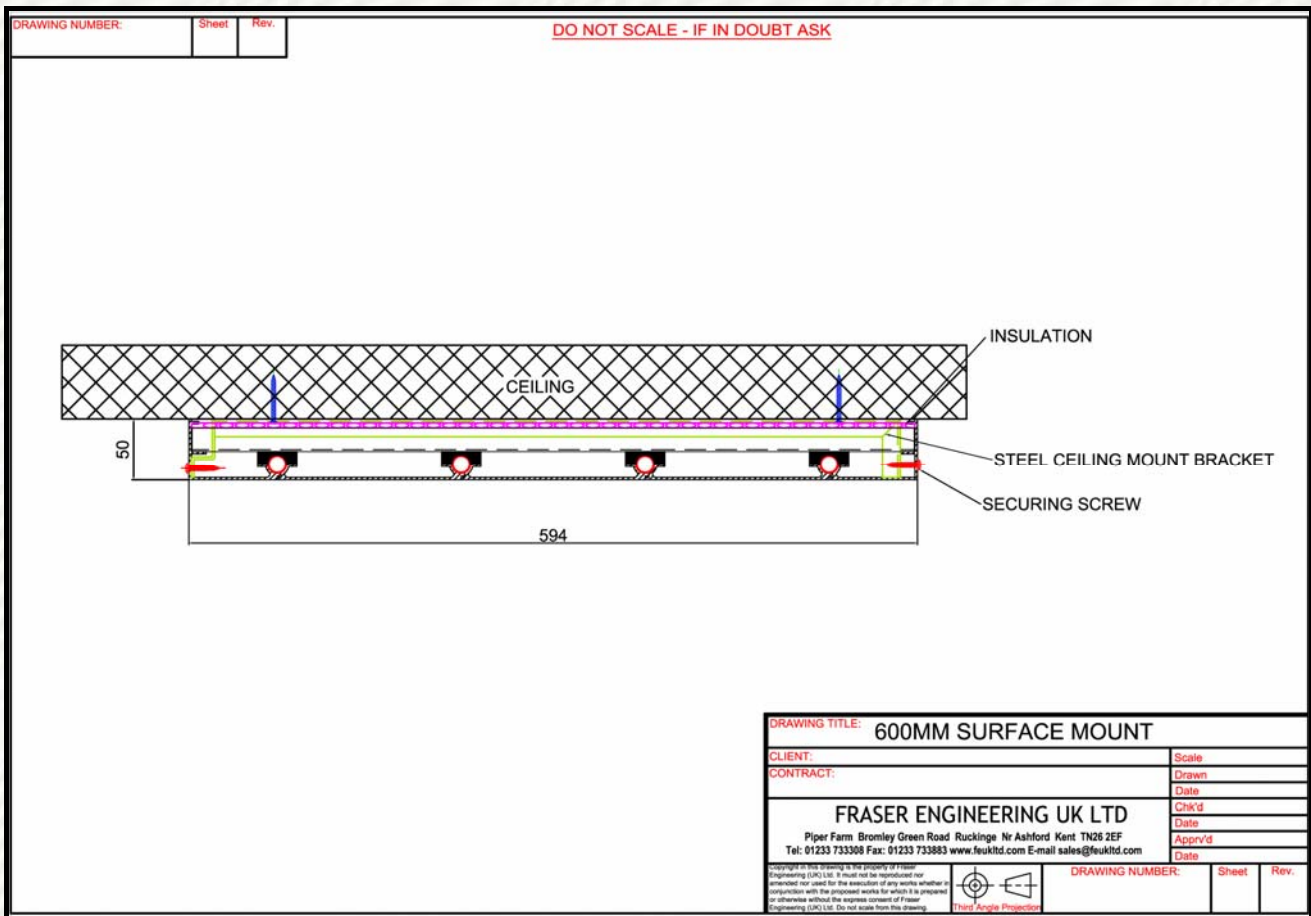 DRAWING NUMBER: Sheet Rev.
DO NOT SCALE - IF IN DOUBT ASK
INSULATION
CEILING
50
STEEL CEILING MOUNT BRACKET
SECURING SCREW
594
DRAWING TITLE: 600MM SURFACE MOUNT
CLIENT:
Scale
CONTRACT:
Drawn
Date
FRASER ENGINEERING UK LTD
Chk'd
Date
Piper Farm Bromley Green Road Ruckinge Nr Ashford Kent TN26 2EF
Apprv'd
Tel: 01233 733308 Fax: 01233 733883 www.feukltd.com E-mail sales@feukltd.com
Date
Copyright in this drawing is the property of Fraser
Engineering (UK) Ltd. It must not be reproduced nor
amended nor used for the execution of any works whether in
conjunction with the proposed works for which it is prepared
or otherwise without the express consent of Fraser
Engineering (UK) Ltd. Do not scale from this drawing.
Third Angle Projection
DRAWING NUMBER: Sheet Rev.